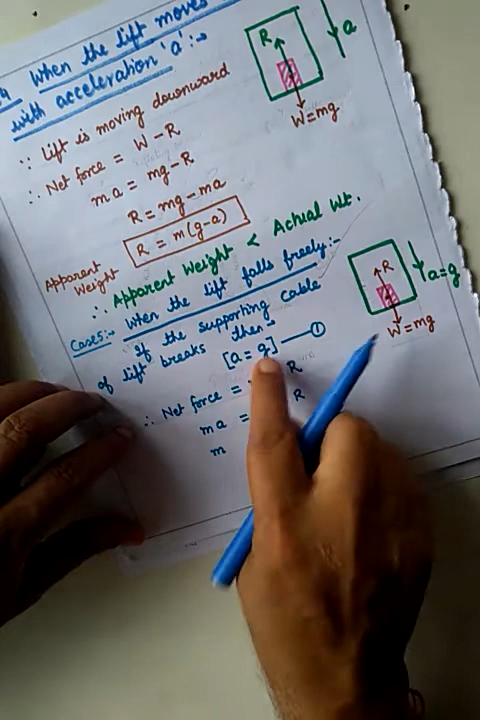 4 When the lift moves
with acceleration 'a':-
R
a
W=mg
∵ Lift is moving downward
∴ Net force = W - R
ma = mg - R
R = mg - ma
Apparent Weight R = m(g-a)
∴ Apparent Weight < Actual Wt.
Case5:- When the lift falls freely:-
R
a=g
W=mg
If the supporting cable
of lift breaks then
[a = g] — ①
∴ Net force = R
ma = R
m